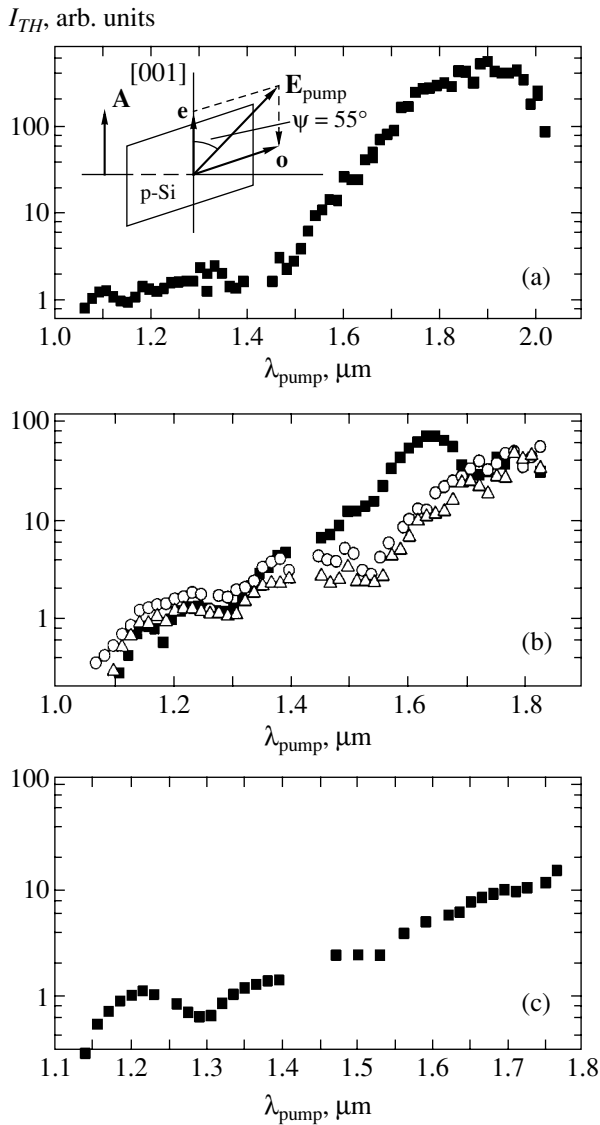 I_TH, arb. units
100
10
1
[001]
A
e
E_pump
ψ = 55°
o
p-Si
(a)
1.0 1.2 1.4 1.6 1.8 2.0
λ_pump, μm
100
10
1
(b)
1.0 1.2 1.4 1.6 1.8
λ_pump, μm
100
10
1
(c)
1.1 1.2 1.3 1.4 1.5 1.6 1.7 1.8
λ_pump, μm